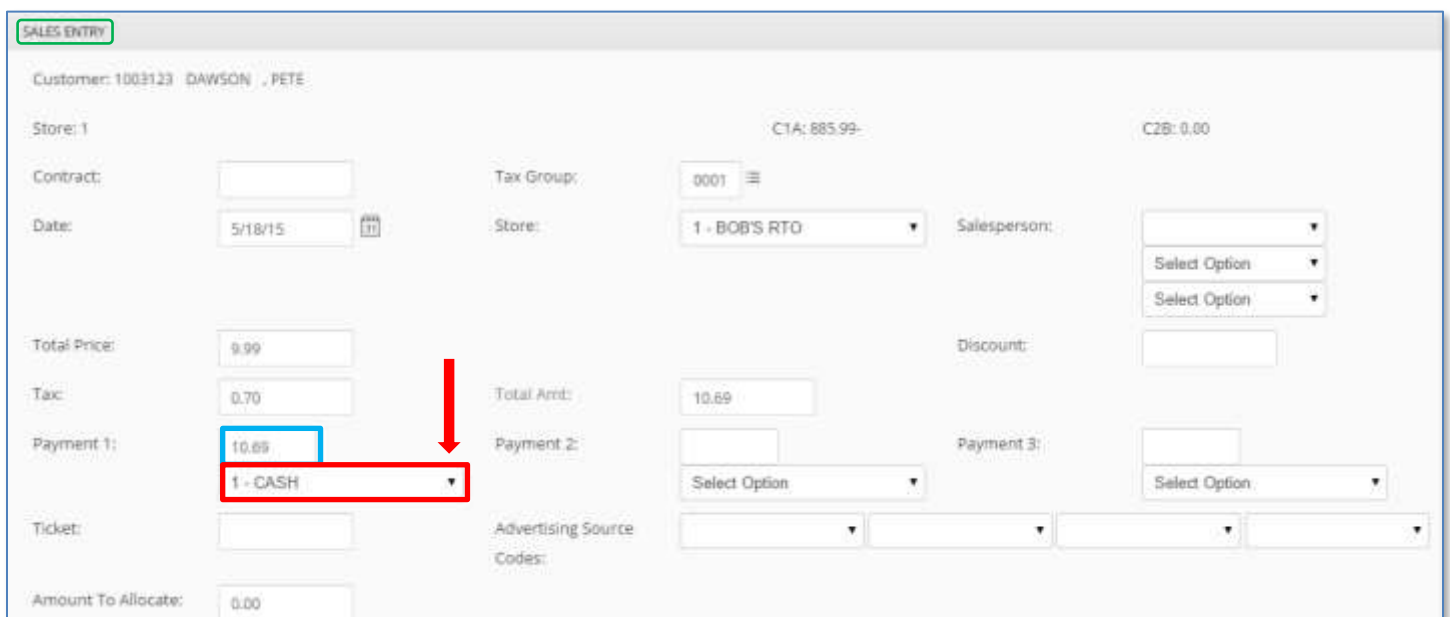 SALES ENTRY
Customer: 1003123 DAWSON , PETE
Store: 1 C1A: 885.99- C2B: 0.00
Contract: Tax Group: 0001
Date: 5/18/15 31 Store: 1 - BOB'S RTO Salesperson:
Select Option
Select Option
Total Price: 9.99 Discount:
Tax: 0.70 Total Amt: 10.69
Payment 1: 10.69 Payment 2: Payment 3:
1 - CASH Select Option Select Option
Ticket: Advertising Source
Codes:
Amount To Allocate: 0.00